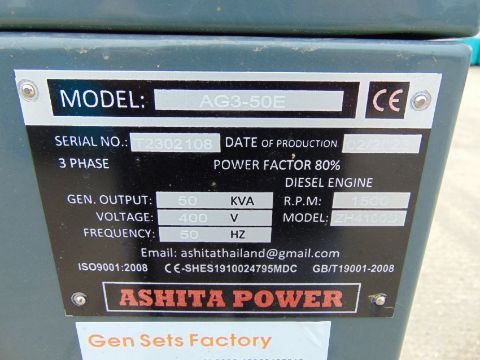 MODEL: AG3-50E CE
SERIAL NO.: T2302108 DATE OF PRODUCTION.
3 PHASE POWER FACTOR 80%
DIESEL ENGINE
GEN. OUTPUT: 50 KVA R.P.M: 1500
VOLTAGE: 400 V MODEL:
FREQUENCY: 50 HZ
Email: ashitathailand@gmail.com
ISO9001:2008 CE-SHES1910024795MDC GB/T19001-2008
ASHITA POWER
Gen Sets Factory